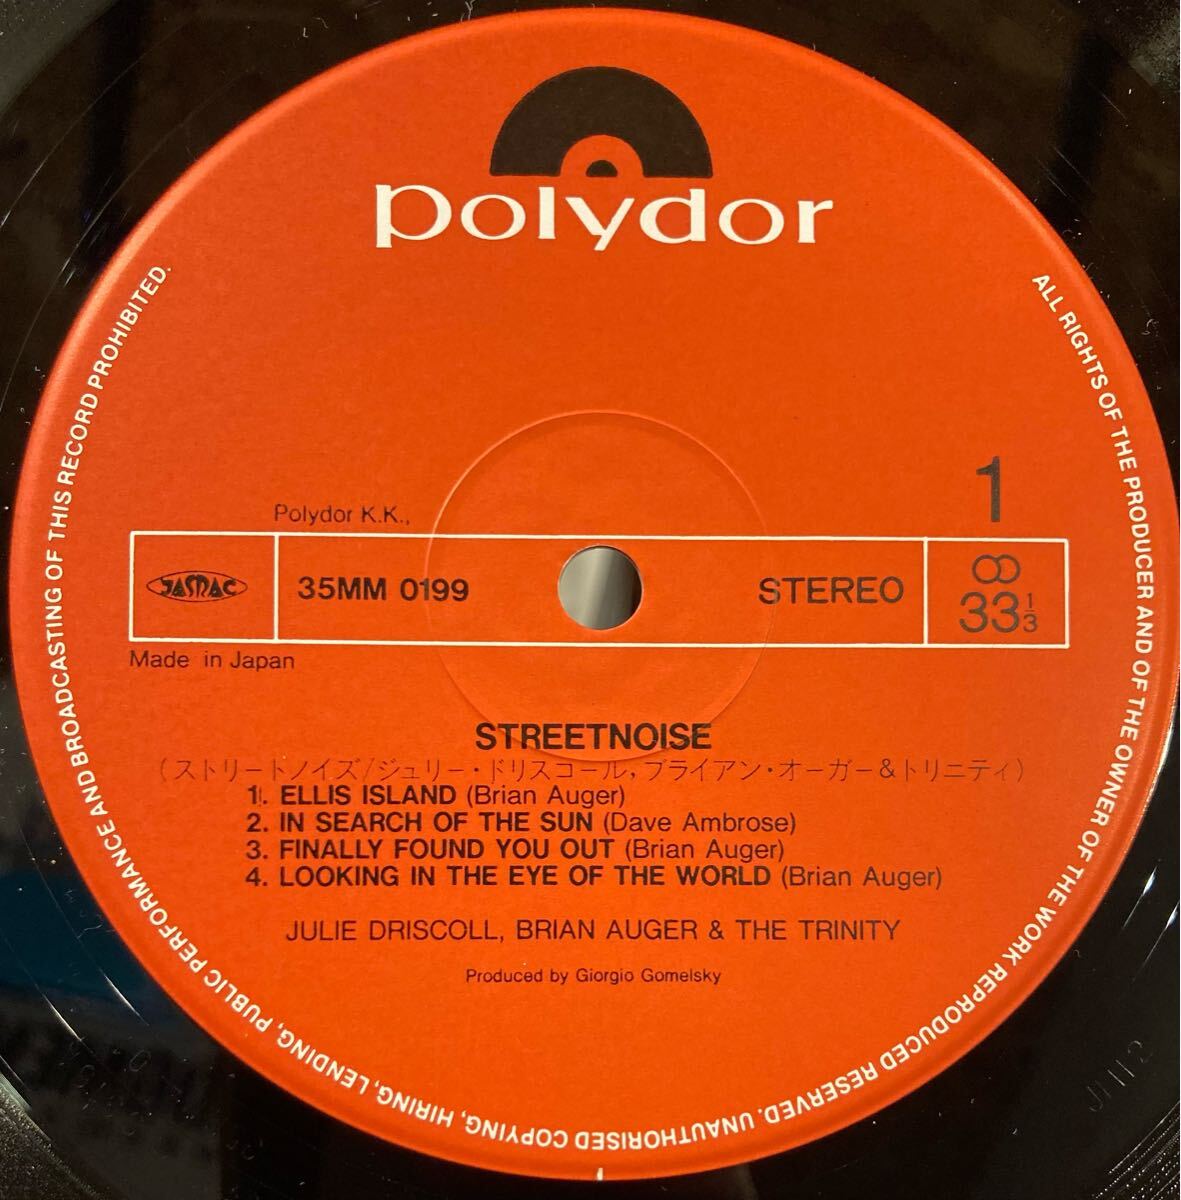 polydor
1
Polydor K.K.,
JASRAC
35MM 0199
STEREO
33 1/3
Made in Japan
STREETNOISE
(ストリートノイズ/ジュリー・ドリスコール,ブライアン・オーガー&トリニティ)
1. ELLIS ISLAND (Brian Auger)
2. IN SEARCH OF THE SUN (Dave Ambrose)
3. FINALLY FOUND YOU OUT (Brian Auger)
4. LOOKING IN THE EYE OF THE WORLD (Brian Auger)
JULIE DRISCOLL, BRIAN AUGER & THE TRINITY
Produced by Giorgio Gomelsky
ALL RIGHTS OF THE PRODUCER AND OF THE OWNER OF THE WORK REPRODUCED RESERVED. UNAUTHORISED COPYING, HIRING, LENDING, PUBLIC PERFORMANCE AND BROADCASTING OF THIS RECORD PROHIBITED.